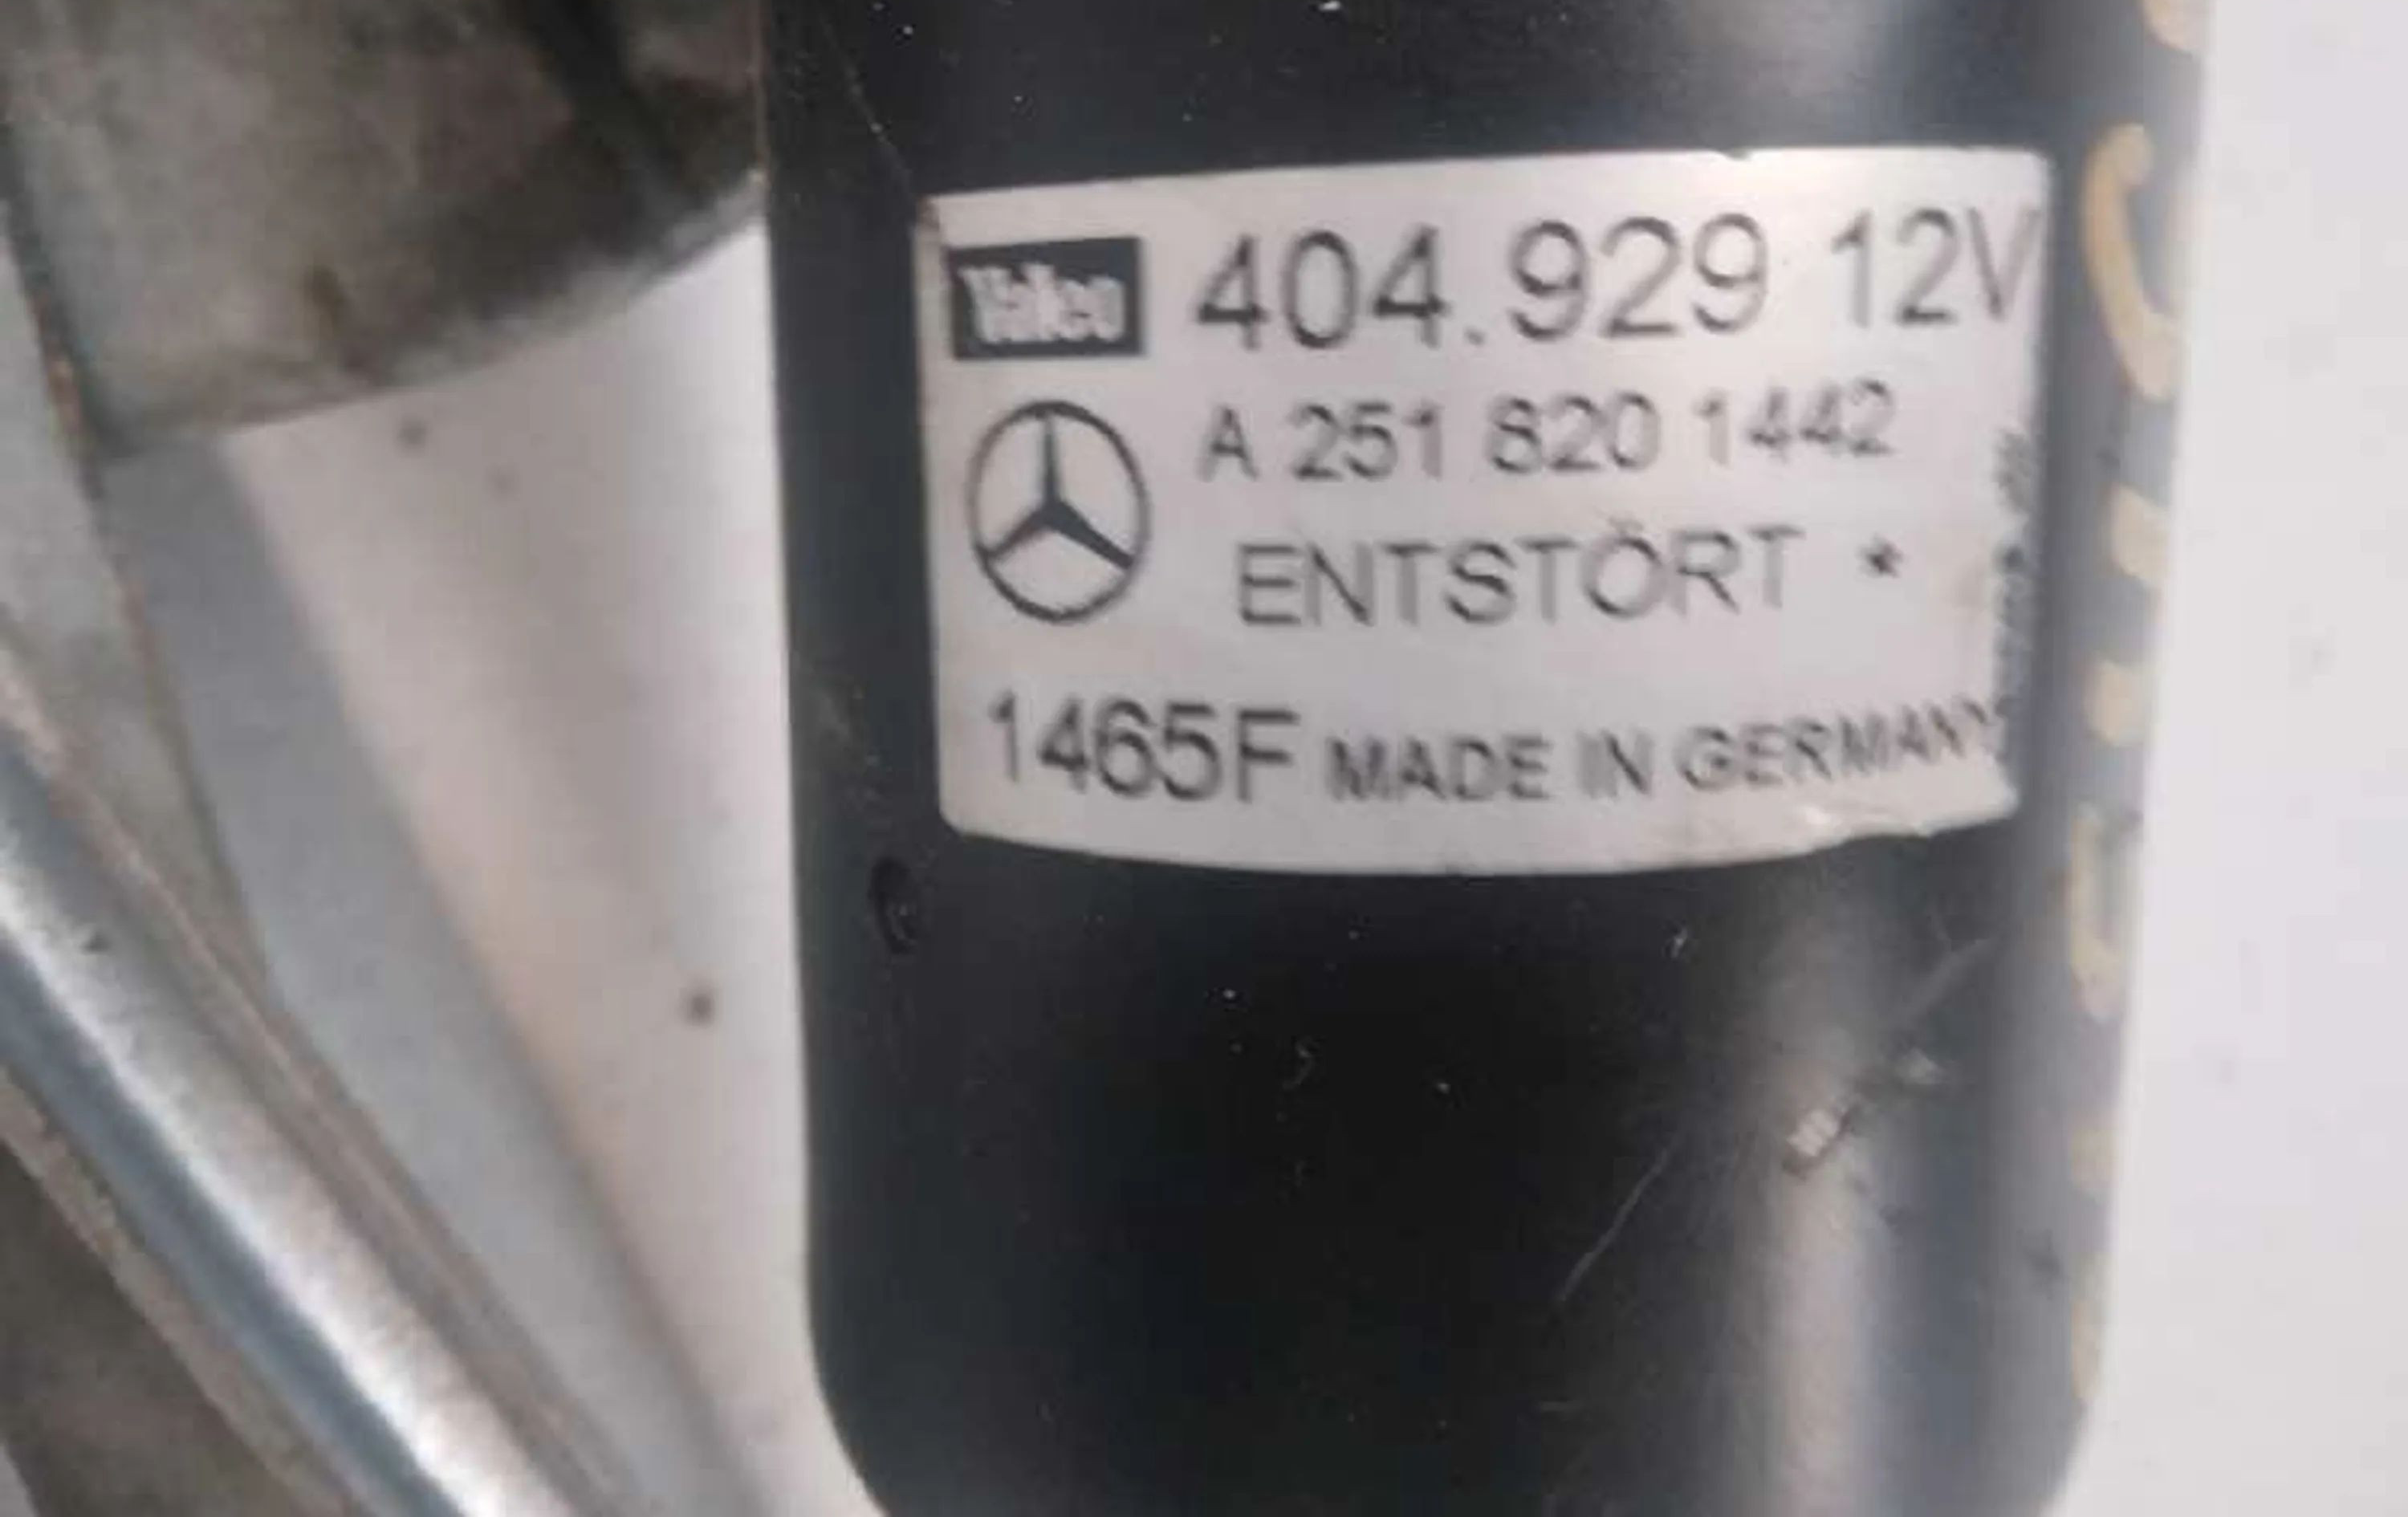 Valeo 404.929 12V
A 251 820 1442
ENTSTÖRT *
1465F MADE IN GERMANY